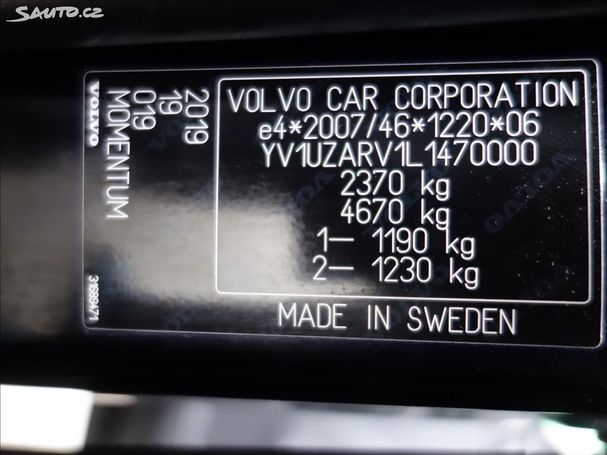 Sauto.cz
VOLVO CAR CORPORATION
e4*2007/46*1220*06
YV1UZARV1L1470000
2370 kg
4670 kg
1– 1190 kg
2– 1230 kg
MADE IN SWEDEN
2019
19
019
MOMENTUM
VOLVO
31689471